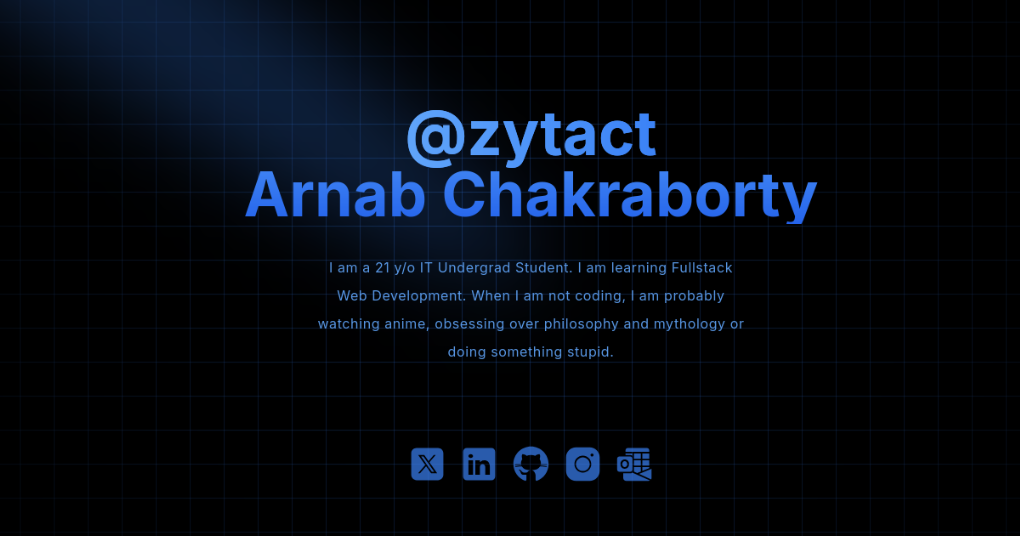 @zytact
Arnab Chakraborty
I am a 21 y/o IT Undergrad Student. I am learning Fullstack
Web Development. When I am not coding, I am probably
watching anime, obsessing over philosophy and mythology or
doing something stupid.